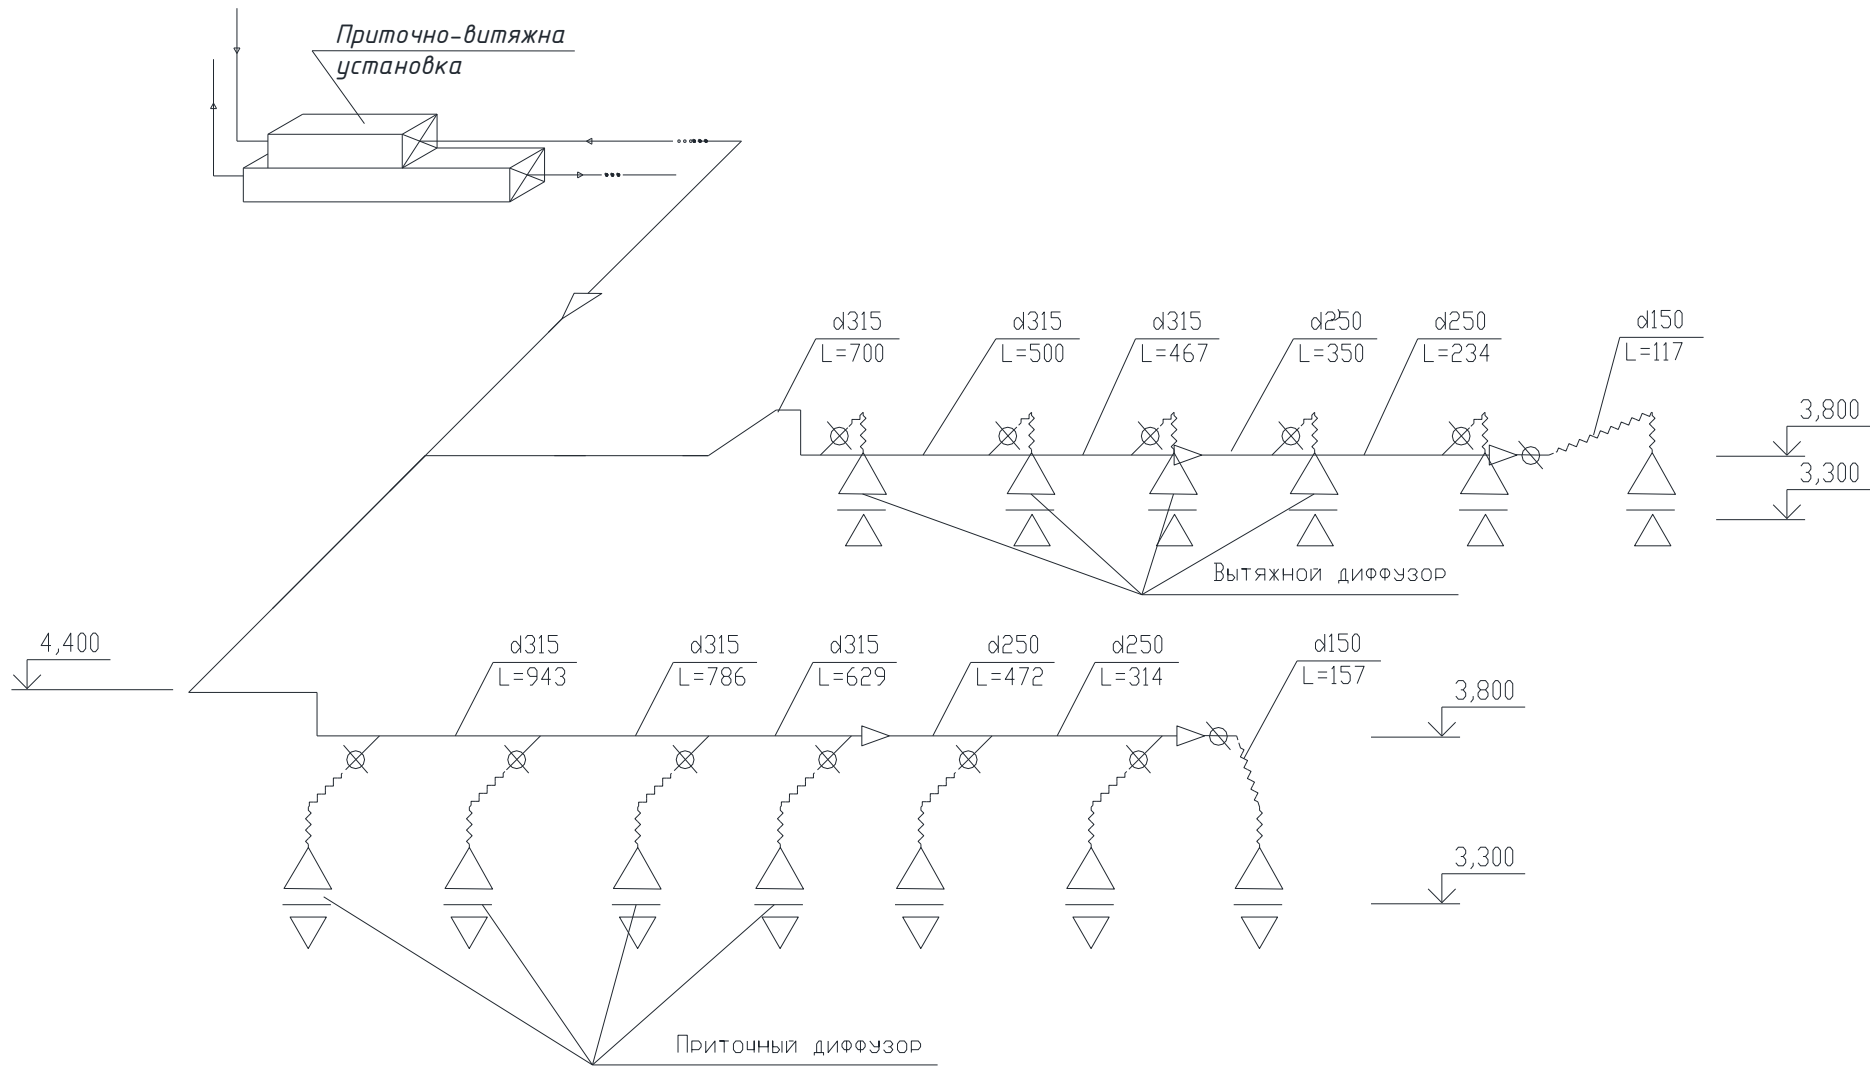 Приточно-витяжна
установка
d315
L=700
d315
L=500
d315
L=467
d250
L=350
d250
L=234
d150
L=117
3,800
3,300
Вытяжной диффузор
4,400
d315
L=943
d315
L=786
d315
L=629
d250
L=472
d250
L=314
d150
L=157
3,800
3,300
Приточный диффузор